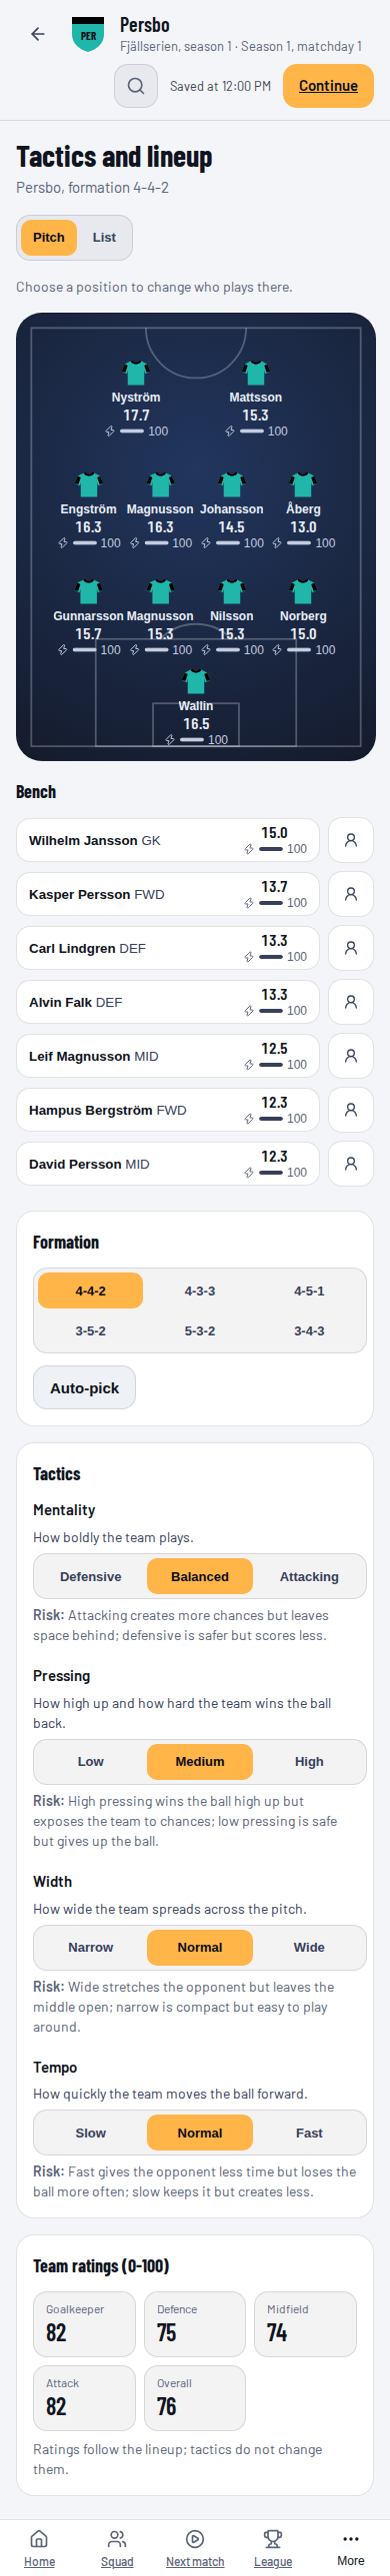 PER
Persbo
Fjällserien, season 1 · Season 1, matchday 1
Saved at 12:00 PM
Continue
Tactics and lineup
Persbo, formation 4-4-2
Pitch
List
Choose a position to change who plays there.
Nyström Mattsson
17.7 15.3
100 100
Engström Magnusson Johansson Åberg
16.3 16.3 14.5 13.0
100 100 100 100
Gunnarsson Magnusson Nilsson Norberg
15.7 15.3 15.3 15.0
100 100 100 100
Wallin
16.5
100
Bench
Wilhelm Jansson GK 15.0
100
Kasper Persson FWD 13.7
100
Carl Lindgren DEF 13.3
100
Alvin Falk DEF 13.3
100
Leif Magnusson MID 12.5
100
Hampus Bergström FWD 12.3
100
David Persson MID 12.3
100
Formation
4-4-2 4-3-3 4-5-1
3-5-2 5-3-2 3-4-3
Auto-pick
Tactics
Mentality
How boldly the team plays.
Defensive Balanced Attacking
Risk: Attacking creates more chances but leaves
space behind; defensive is safer but scores less.
Pressing
How high up and how hard the team wins the ball
back.
Low Medium High
Risk: High pressing wins the ball high up but
exposes the team to chances; low pressing is safe
but gives up the ball.
Width
How wide the team spreads across the pitch.
Narrow Normal Wide
Risk: Wide stretches the opponent but leaves the
middle open; narrow is compact but easy to play
around.
Tempo
How quickly the team moves the ball forward.
Slow Normal Fast
Risk: Fast gives the opponent less time but loses the
ball more often; slow keeps it but creates less.
Team ratings (0-100)
Goalkeeper Defence Midfield
82 75 74
Attack Overall
82 76
Ratings follow the lineup; tactics do not change
them.
Home Squad Next match League More